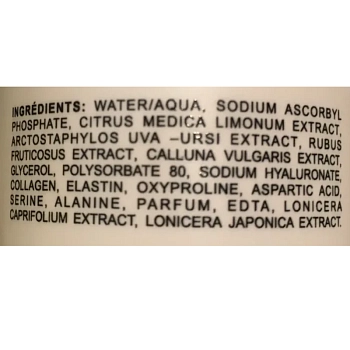 INGRÉDIENTS: WATER/AQUA, SODIUM ASCORBYL
PHOSPHATE, CITRUS MEDICA LIMONUM EXTRACT,
ARCTOSTAPHYLOS UVA –URSI EXTRACT, RUBUS
FRUTICOSUS EXTRACT, CALLUNA VULGARIS EXTRACT,
GLYCEROL, POLYSORBATE 80, SODIUM HYALURONATE,
COLLAGEN, ELASTIN, OXYPROLINE, ASPARTIC ACID,
SERINE, ALANINE, PARFUM, EDTA, LONICERA
CAPRIFOLIUM EXTRACT, LONICERA JAPONICA EXTRACT.